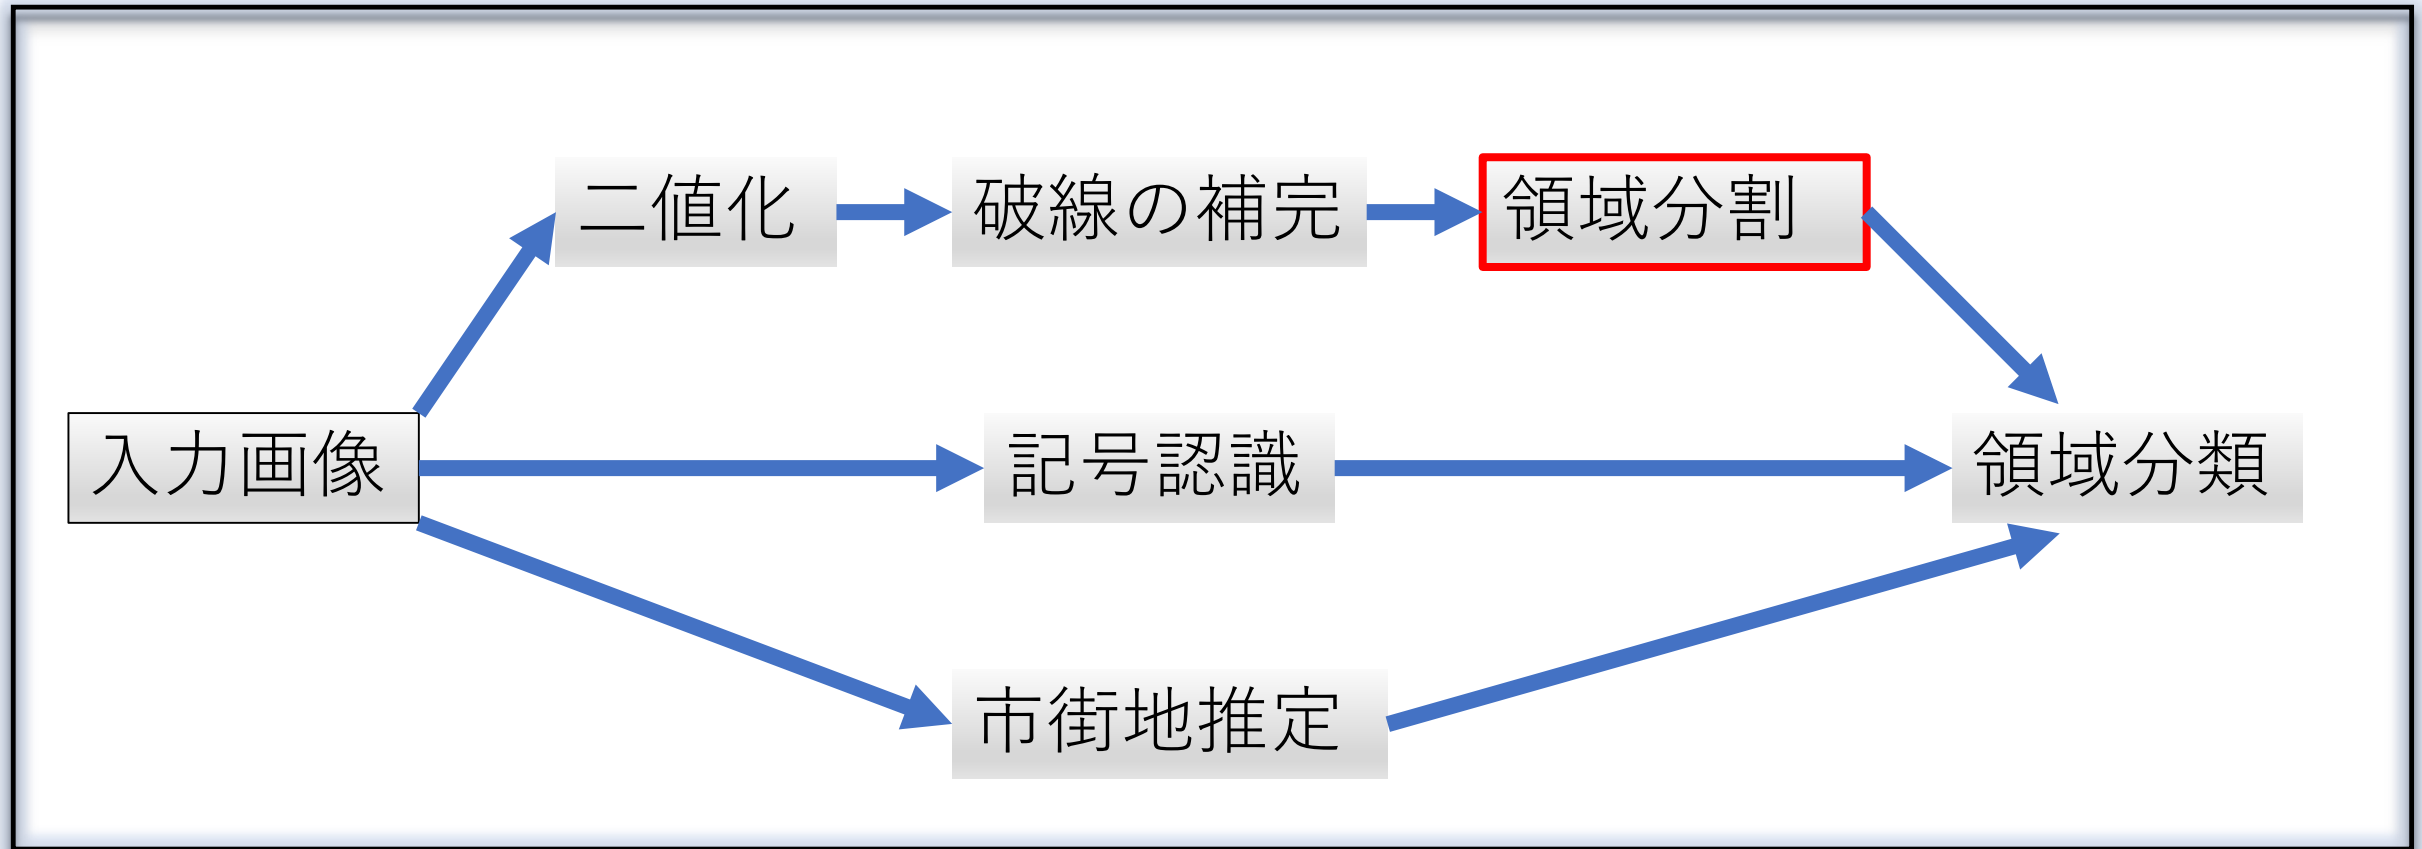 二値化
破線の補完
領域分割
入力画像
記号認識
領域分類
市街地推定